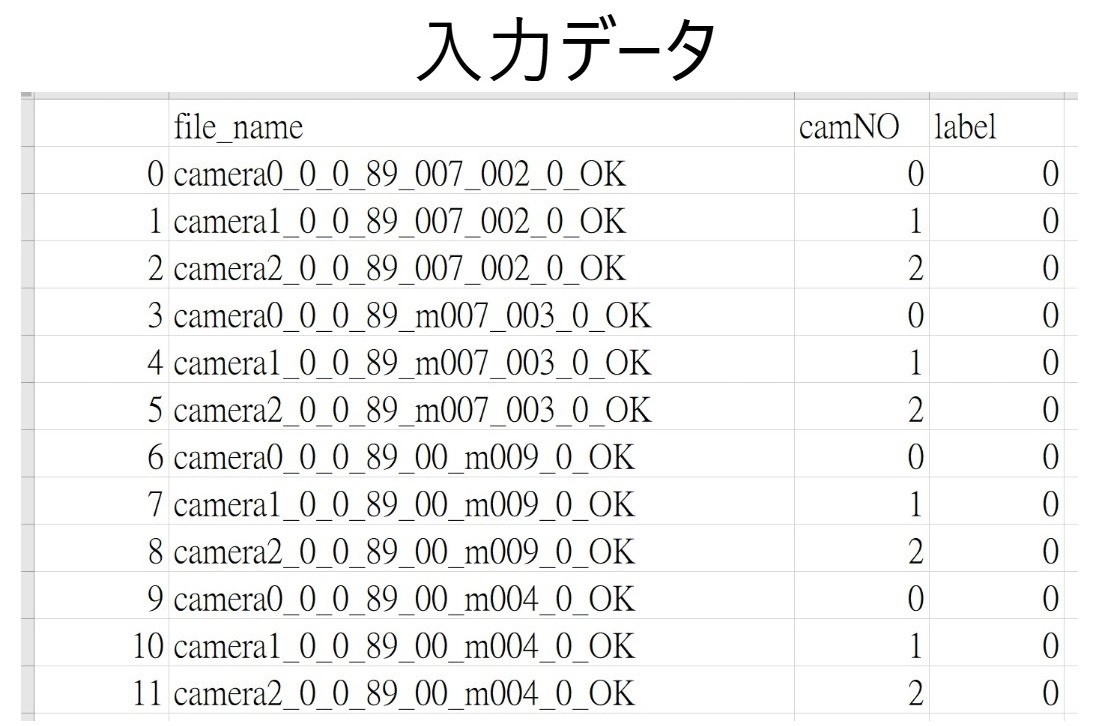 入力データ
file_name camNO label
0 camera0_0_0_89_007_002_0_OK 0 0
1 camera1_0_0_89_007_002_0_OK 1 0
2 camera2_0_0_89_007_002_0_OK 2 0
3 camera0_0_0_89_m007_003_0_OK 0 0
4 camera1_0_0_89_m007_003_0_OK 1 0
5 camera2_0_0_89_m007_003_0_OK 2 0
6 camera0_0_0_89_00_m009_0_OK 0 0
7 camera1_0_0_89_00_m009_0_OK 1 0
8 camera2_0_0_89_00_m009_0_OK 2 0
9 camera0_0_0_89_00_m004_0_OK 0 0
10 camera1_0_0_89_00_m004_0_OK 1 0
11 camera2_0_0_89_00_m004_0_OK 2 0